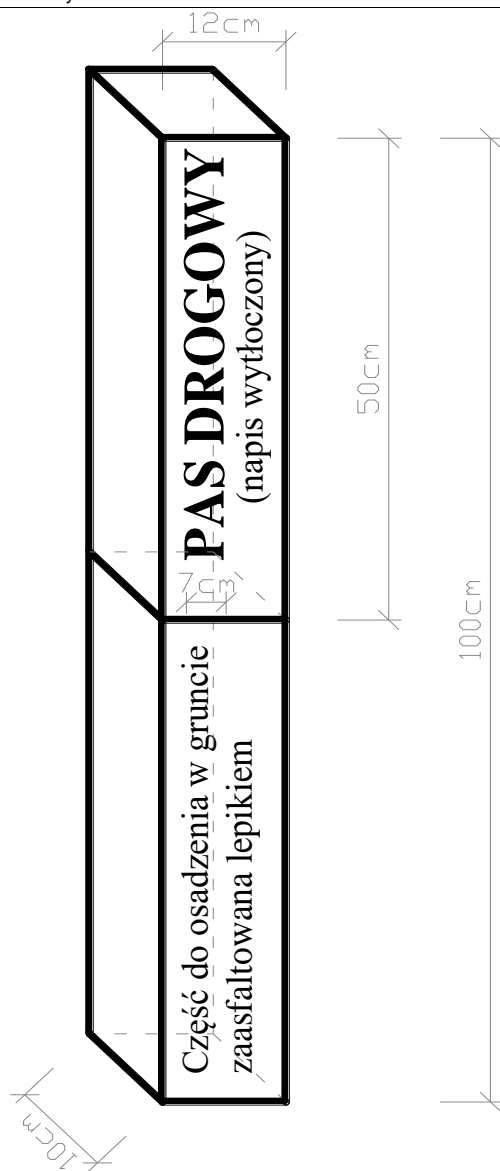 12cm
PAS DROGOWY
(napis wytłoczony)
50cm
7cm
100cm
Część do osadzenia w gruncie
zaasfaltowana lepikiem
10cm